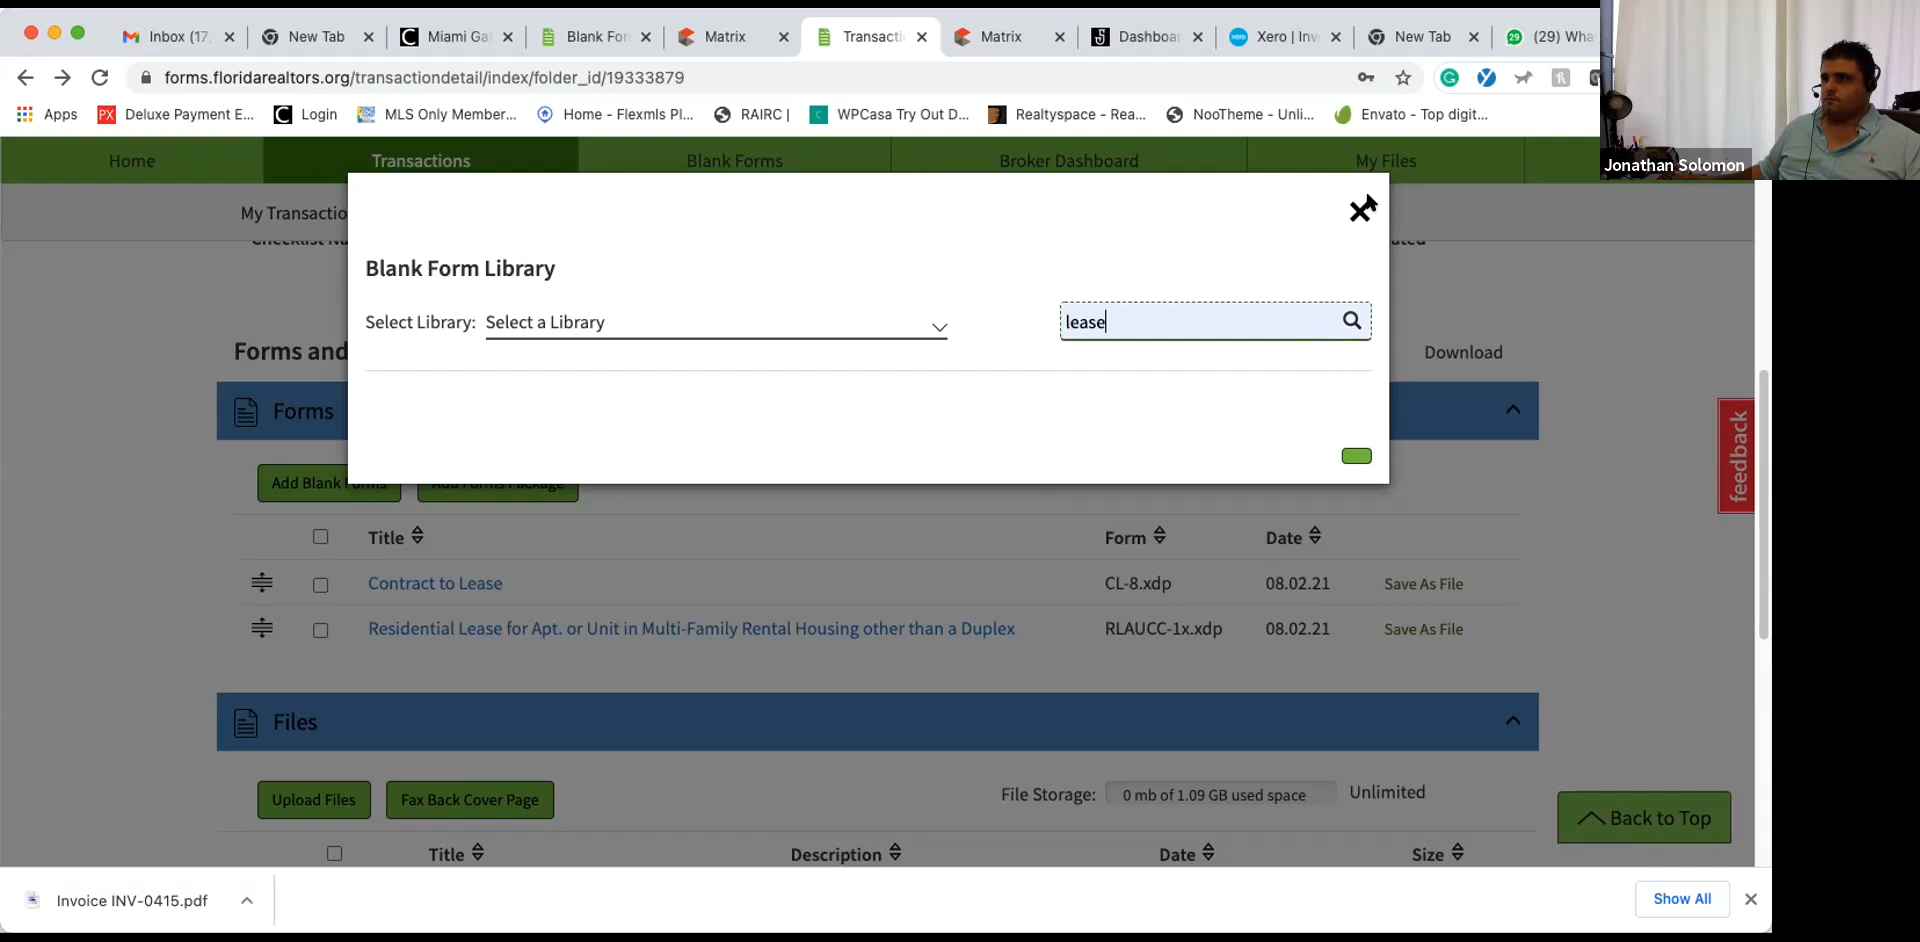 Inbox (17,
New Tab
Miami Ga
Blank For
Matrix
Transacti
Matrix
Dashboar
Xero | Inv
New Tab
(29) Wha
forms.floridarealtors.org/transactiondetail/index/folder_id/19333879
Apps
Deluxe Payment E...
Login
MLS Only Member...
Home - Flexmls Pl...
RAIRC |
WPCasa Try Out D...
Realtyspace - Rea...
NooTheme - Unli...
Envato - Top digit...
Jonathan Solomon
Home
Transactions
Blank Forms
Broker Dashboard
My Files
My Transactio
Blank Form Library
Select Library: Select a Library
lease
Forms and
Download
Forms
feedback
Add Blank Forms
Add Forms Package
Title
Form
Date
Contract to Lease
CL-8.xdp
08.02.21
Save As File
Residential Lease for Apt. or Unit in Multi-Family Rental Housing other than a Duplex
RLAUCC-1x.xdp
08.02.21
Save As File
Files
Upload Files
Fax Back Cover Page
File Storage:
0 mb of 1.09 GB used space
Unlimited
Back to Top
Title
Description
Date
Size
Invoice INV-0415.pdf
Show All